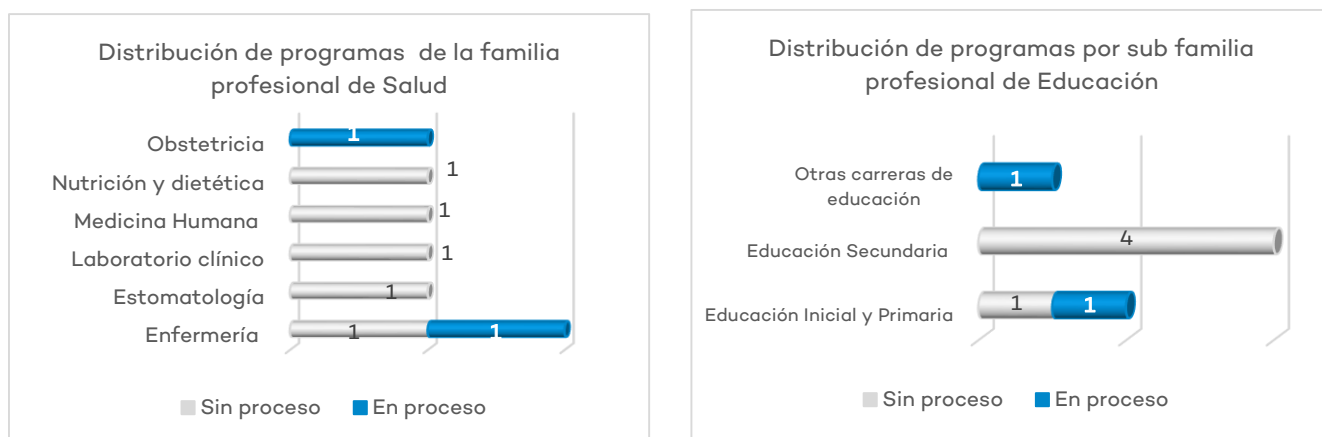 Distribución de programas de la familia
profesional de Salud
Obstetricia
1
Nutrición y dietética
1
Medicina Humana
1
Laboratorio clínico
1
Estomatología
1
Enfermería
1
1
Sin proceso
En proceso
Distribución de programas por sub familia
profesional de Educación
Otras carreras de
educación
1
Educación Secundaria
4
Educación Inicial y Primaria
1
1
Sin proceso
En proceso